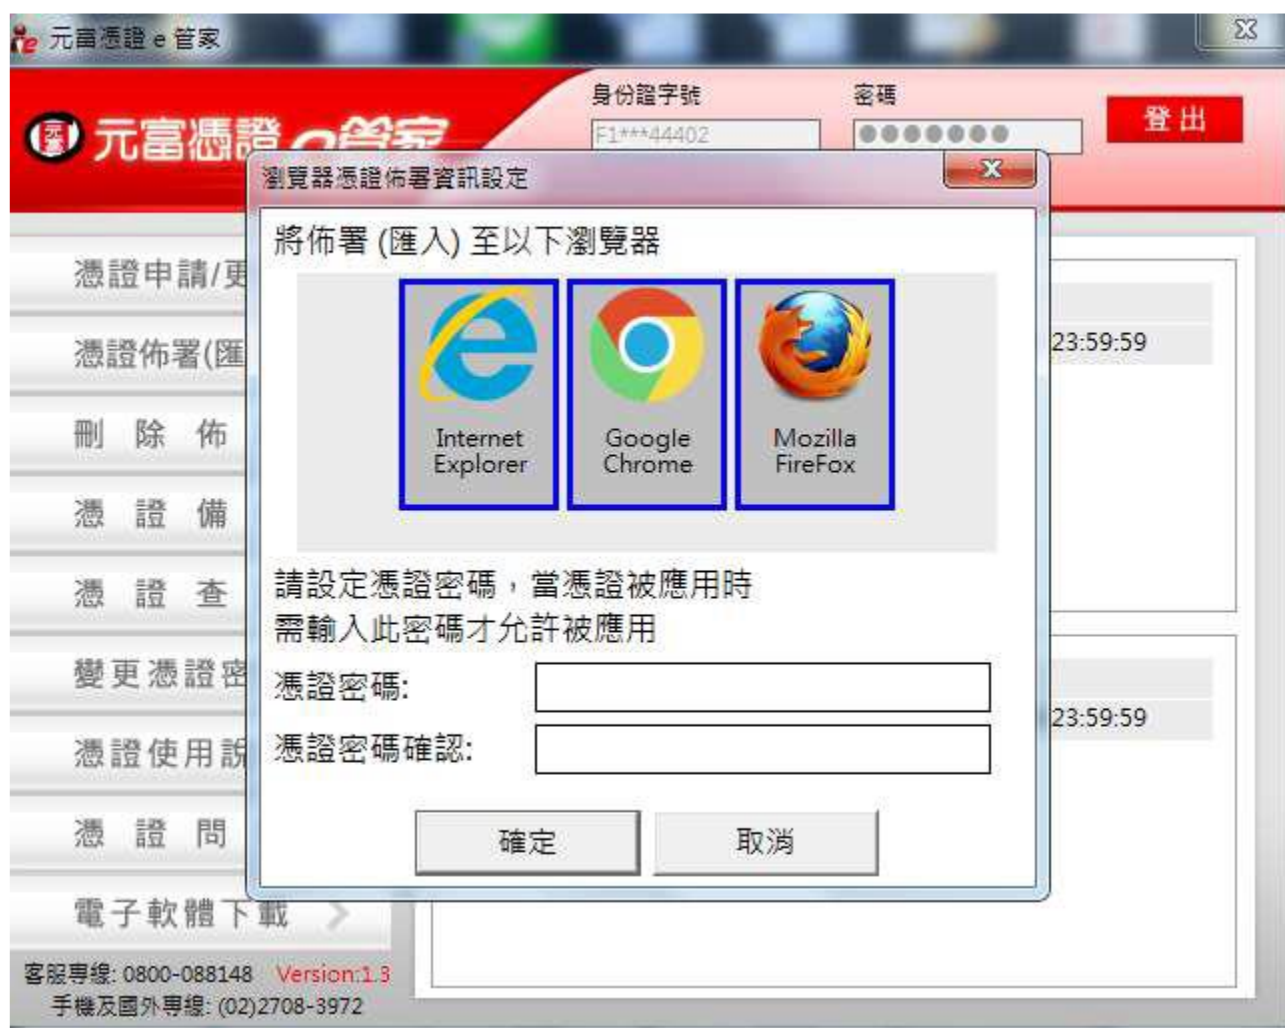 元富憑證 e 管家
元富憑證 e管家
身份證字號
密碼
F1***44402
●●●●●●●
登出
瀏覽器憑證佈署資訊設定
將佈署 (匯入) 至以下瀏覽器
Internet
Explorer
Google
Chrome
Mozilla
FireFox
請設定憑證密碼，當憑證被應用時
需輸入此密碼才允許被應用
憑證密碼:
憑證密碼確認:
確定
取消
憑證申請/更
憑證佈署(匯
刪 除 佈
憑 證 備
憑 證 查
變更憑證密
憑證使用說
憑 證 問
電子軟體下載 >
23:59:59
23:59:59
客服專線: 0800-088148 Version:1.3
手機及國外專線: (02)2708-3972